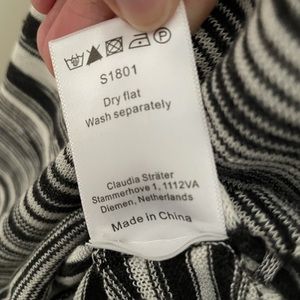 S1801
Dry flat
Wash separately
Claudia Sträter
Stammerhove 1, 1112VA
Diemen, Netherlands
Made in China